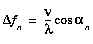 Δf_n = ν/λ cos α_n